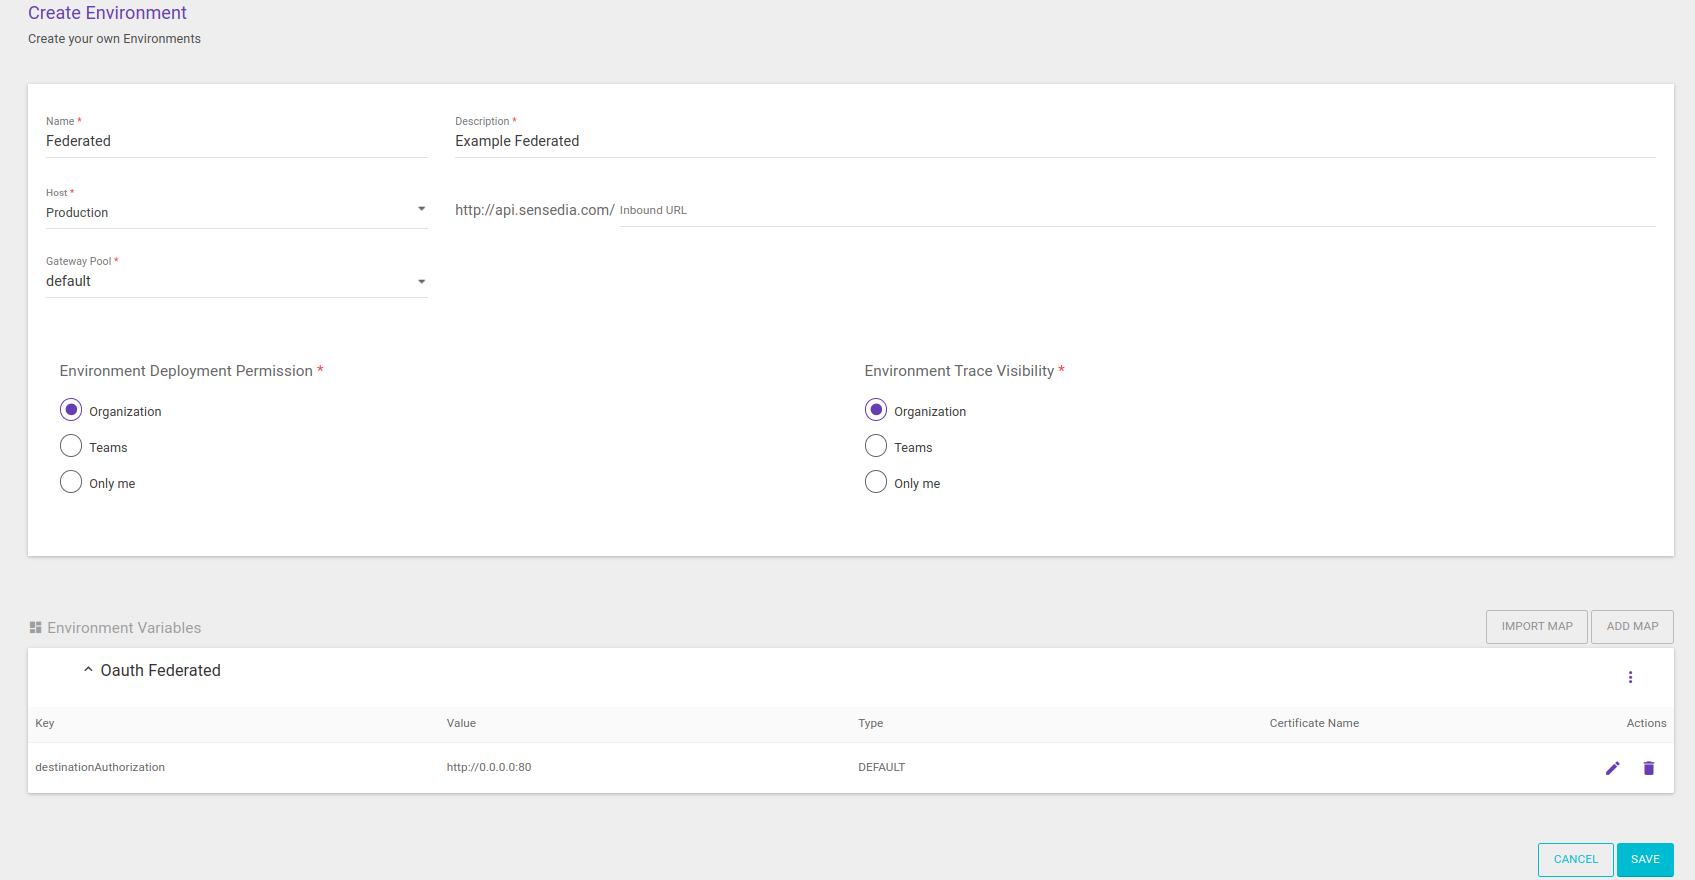 Create Environment
Create your own Environments
Name * Description *
Federated Example Federated
Host *
Production http://api.sensedia.com/ Inbound URL
Gateway Pool *
default
Environment Deployment Permission * Environment Trace Visibility *
Organization Organization
Teams Teams
Only me Only me
Environment Variables IMPORT MAP ADD MAP
Oauth Federated
Key Value Type Certificate Name Actions
destinationAuthorization http://0.0.0.0:80 DEFAULT
CANCEL SAVE